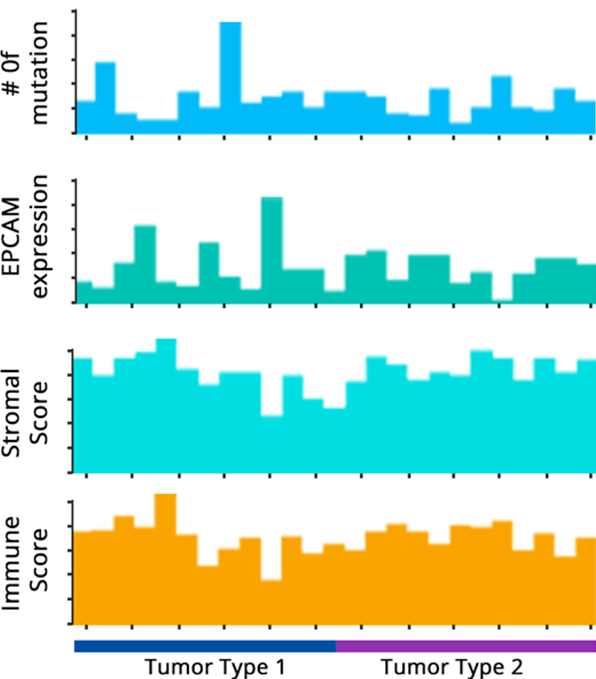 # 0f
mutation
EPCAM
expression
Stromal
Score
Immune
Score
Tumor Type 1
Tumor Type 2